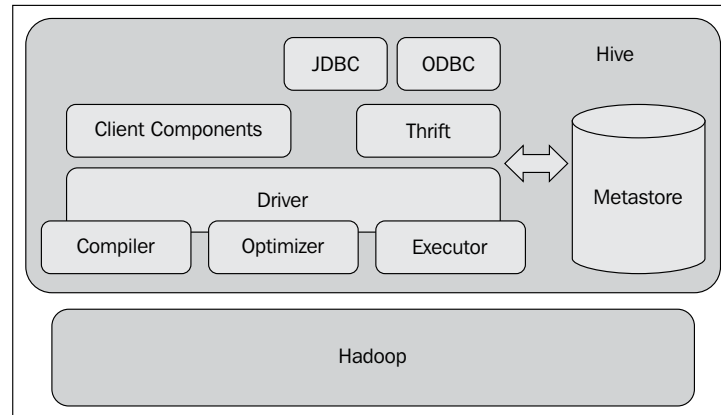 JDBC
ODBC
Hive
Client Components
Thrift
Driver
Metastore
Compiler
Optimizer
Executor
Hadoop